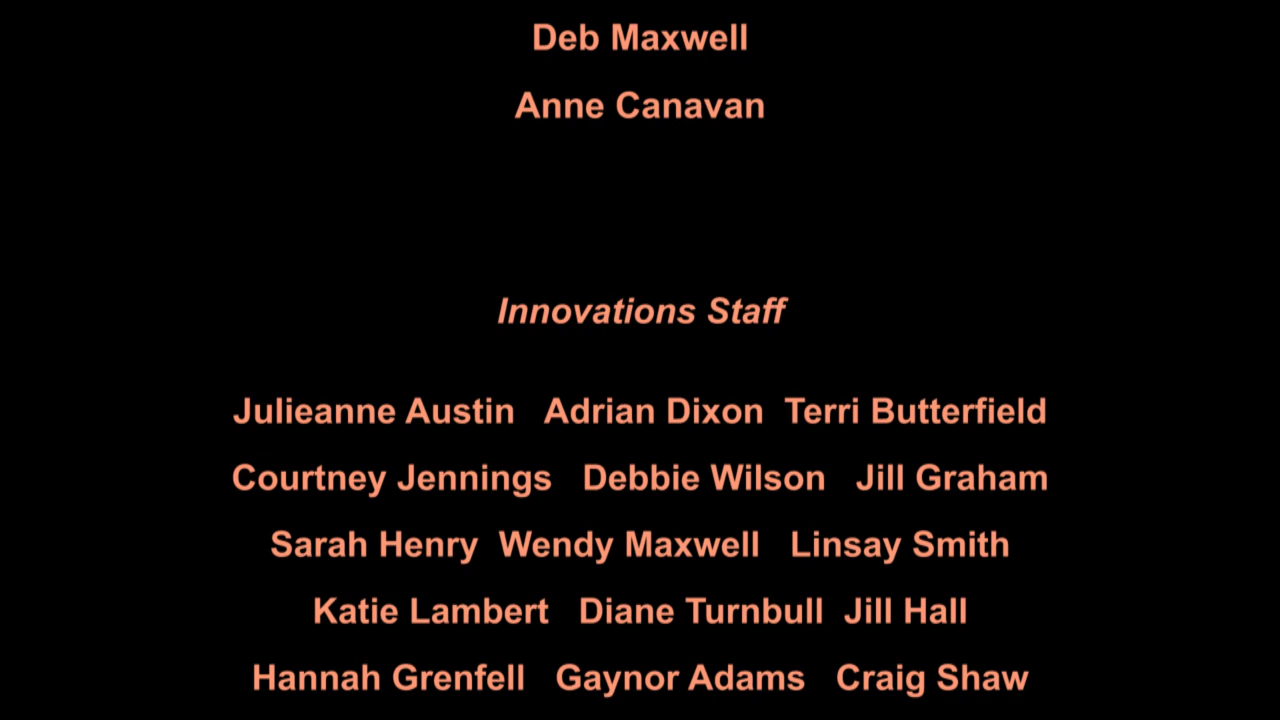 Deb Maxwell
Anne Canavan
Innovations Staff
Julieanne Austin Adrian Dixon Terri Butterfield
Courtney Jennings Debbie Wilson Jill Graham
Sarah Henry Wendy Maxwell Linsay Smith
Katie Lambert Diane Turnbull Jill Hall
Hannah Grenfell Gaynor Adams Craig Shaw